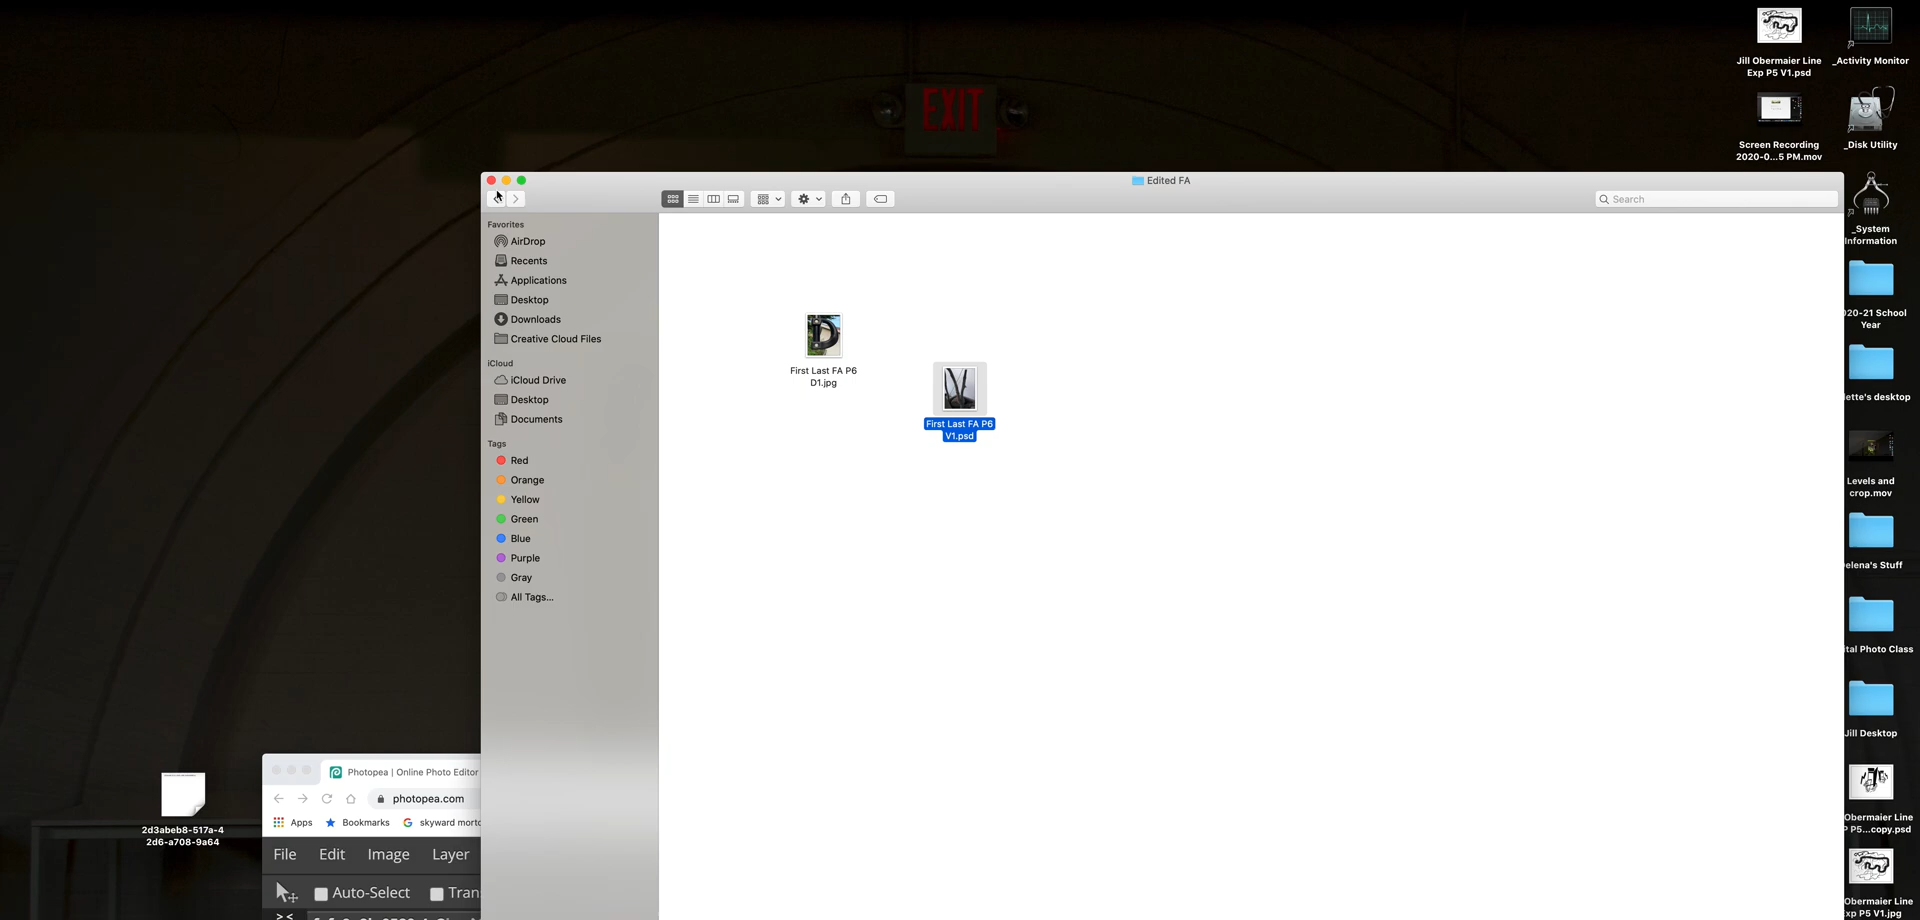 EXIT
Jill Obermaier Line
Exp P5 V1.psd
_Activity Monitor
Screen Recording
2020-0...5 PM.mov
_Disk Utility
Edited FA
Search
Favorites
AirDrop
Recents
Applications
Desktop
Downloads
Creative Cloud Files
iCloud
iCloud Drive
Desktop
Documents
Tags
Red
Orange
Yellow
Green
Blue
Purple
Gray
All Tags...
First Last FA P6
D1.jpg
First Last FA P6
V1.psd
_System
Information
20-21 School
Year
lette's desktop
Levels and
crop.mov
elena's Stuff
ital Photo Class
Jill Desktop
Obermaier Line
P5...copy.psd
Obermaier Line
xp P5 V1.jpg
2d3abeb8-517a-4
2d6-a708-9a64
Photopea | Online Photo Editor
photopea.com
Apps Bookmarks skyward morto
File Edit Image Layer
Auto-Select Tran